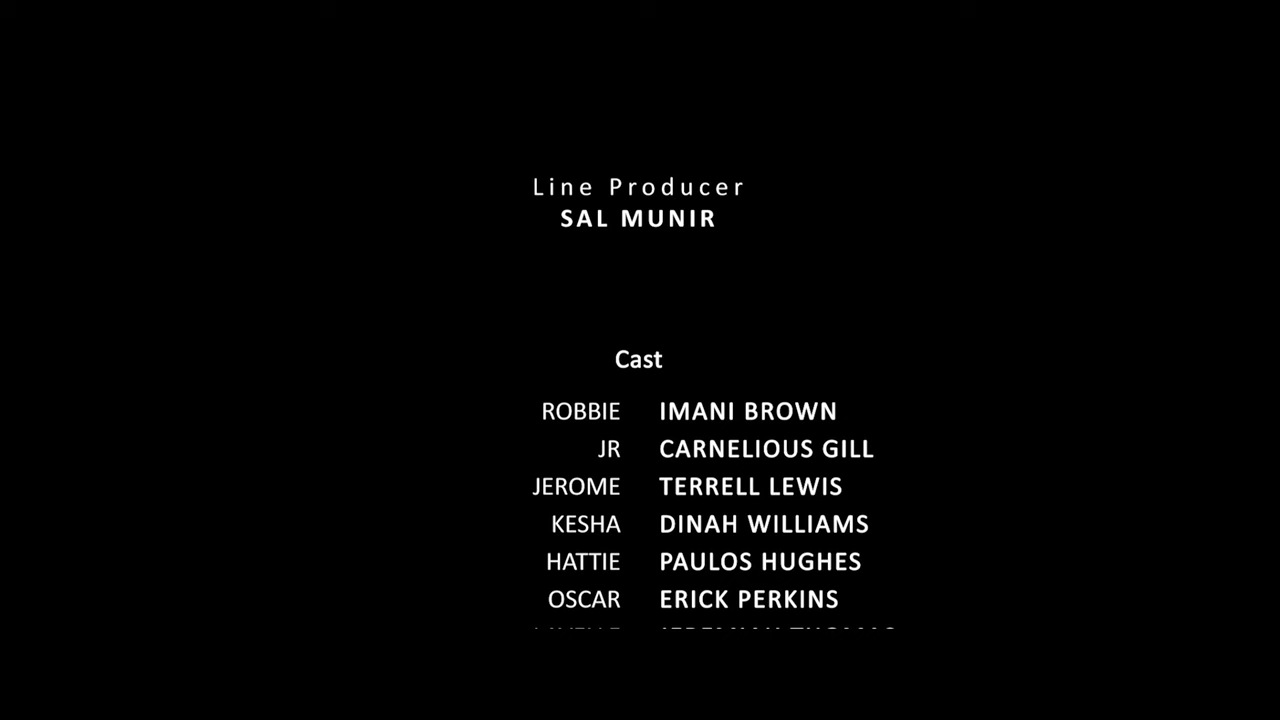 Line Producer
SAL MUNIR
Cast
ROBBIE IMANI BROWN
JR CARNELIOUS GILL
JEROME TERRELL LEWIS
KESHA DINAH WILLIAMS
HATTIE PAULOS HUGHES
OSCAR ERICK PERKINS